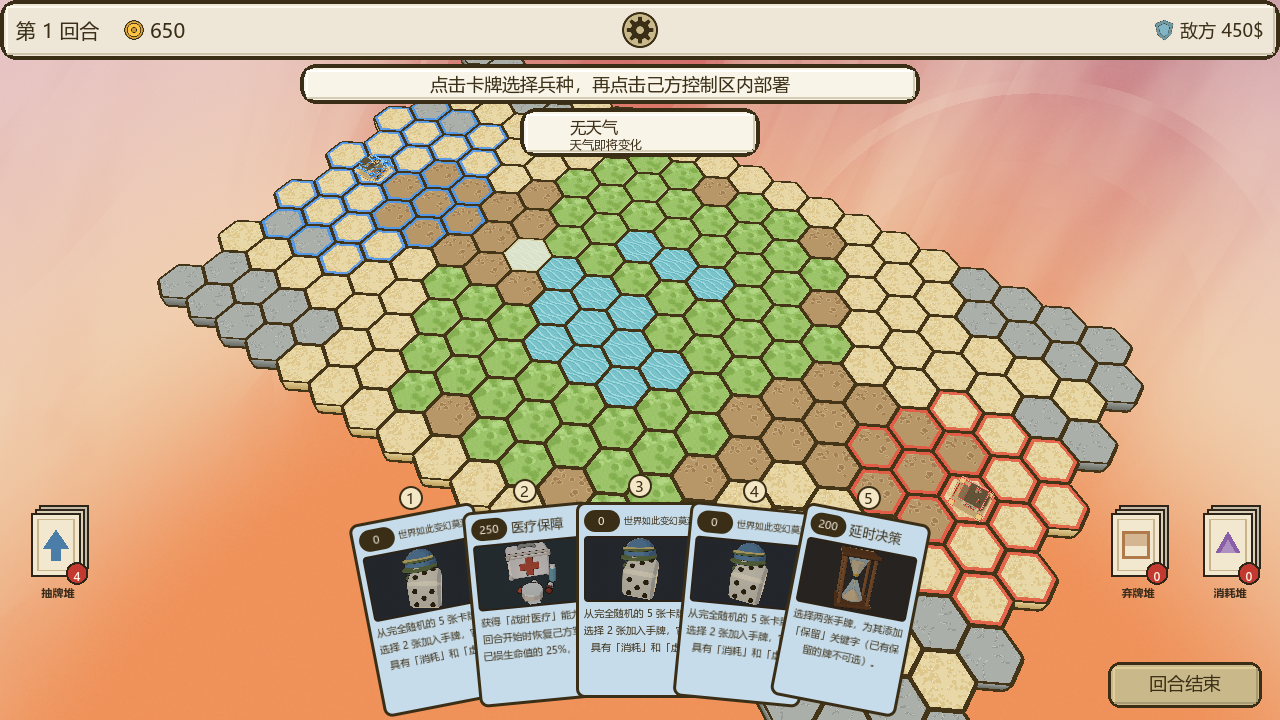 第 1 回合
650
敌方 450$
点击卡牌选择兵种，再点击己方控制区内部署
无天气
天气即将变化
1
2
3
4
5
0
世界如此变幻莫
从完全随机的 5 张卡
选择 2 张加入手牌，
具有「消耗」和「
250
医疗保障
获得「战时医疗」能
回合开始时恢复己方
已损生命值的 25%。
0
世界如此变幻莫
从完全随机的 5 张卡
选择 2 张加入手牌，
具有「消耗」和「
0
世界如此变幻莫
从完全随机的 5 张卡
选择 2 张加入手牌，
具有「消耗」和「
200
延时决策
选择两张手牌，为其添加
「保留」关键字（已有保
留的牌不可选）。
4
抽牌堆
0
弃牌堆
0
消耗堆
回合结束